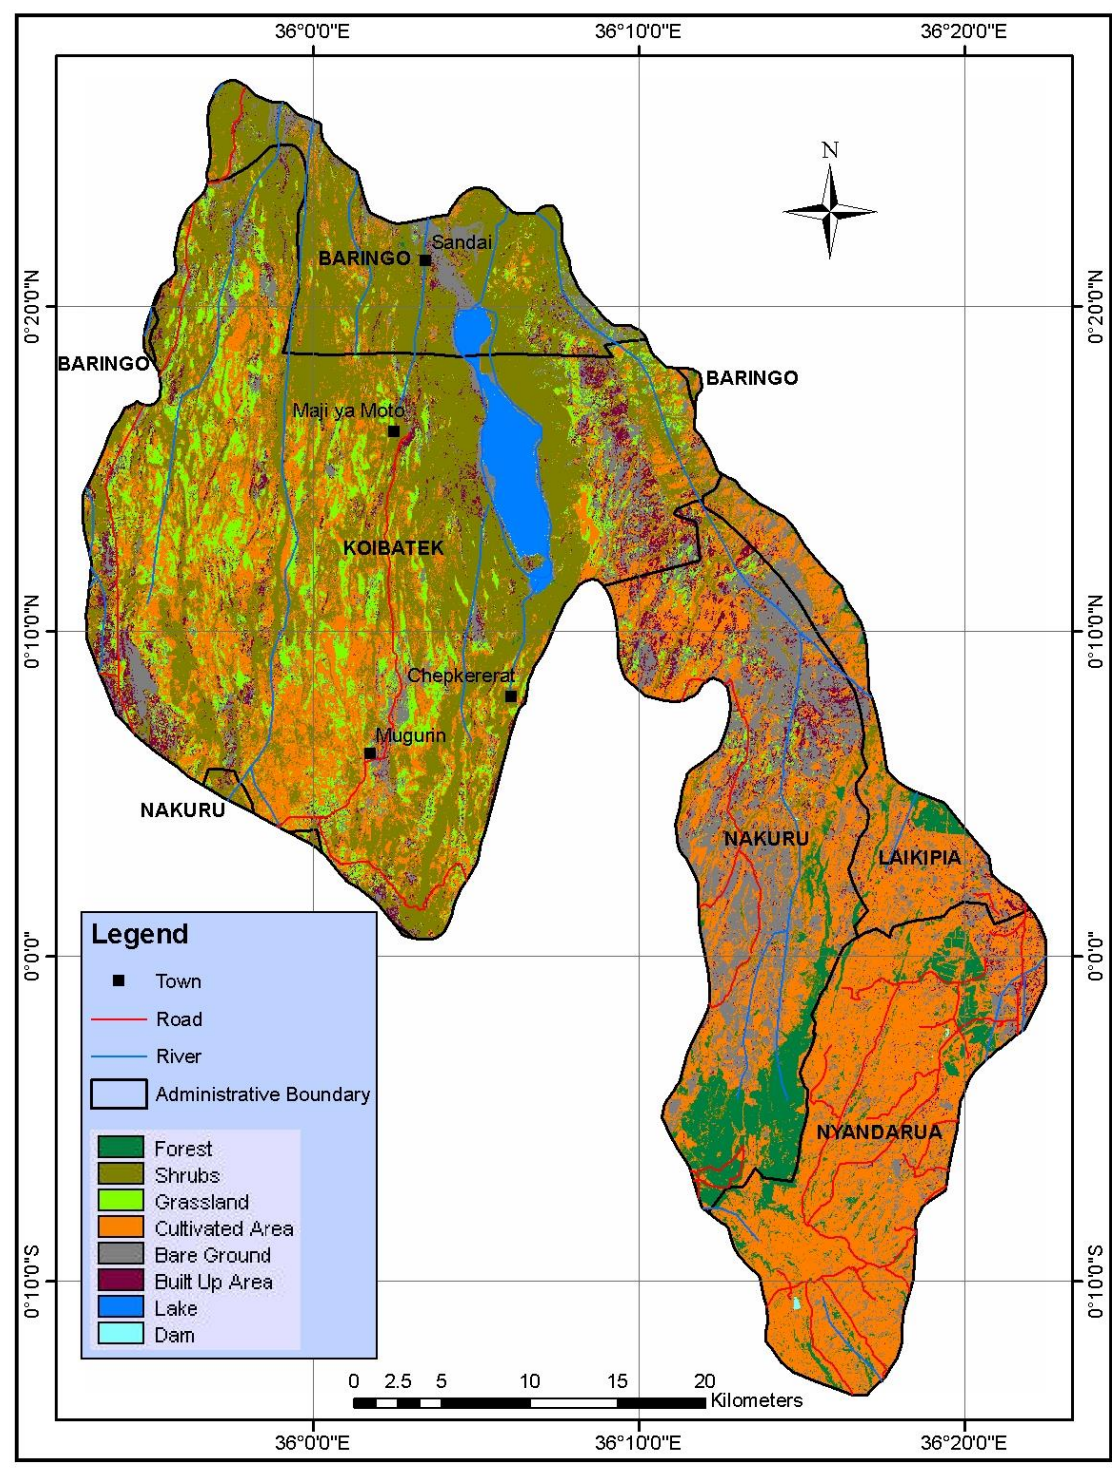 36°0'0"E 36°10'0"E 36°20'0"E
N
Sandai
BARINGO
0°20'0"N 0°20'0"N
BARINGO
BARINGO
Maji ya Moto
KOIBATEK
0°10'0"N 0°10'0"N
Chepkererat
Mugurin
NAKURU
NAKURU
LAIKIPIA
Legend
Town
0°0'0" 0°0'0"
Road
River
Administrative Boundary
NYANDARUA
Forest
Shrubs
Grassland
Cultivated Area
Bare Ground
Built Up Area
Lake
Dam
0°10'0"S 0°10'0"S
0 2.5 5 10 15 20
Kilometers
36°0'0"E 36°10'0"E 36°20'0"E